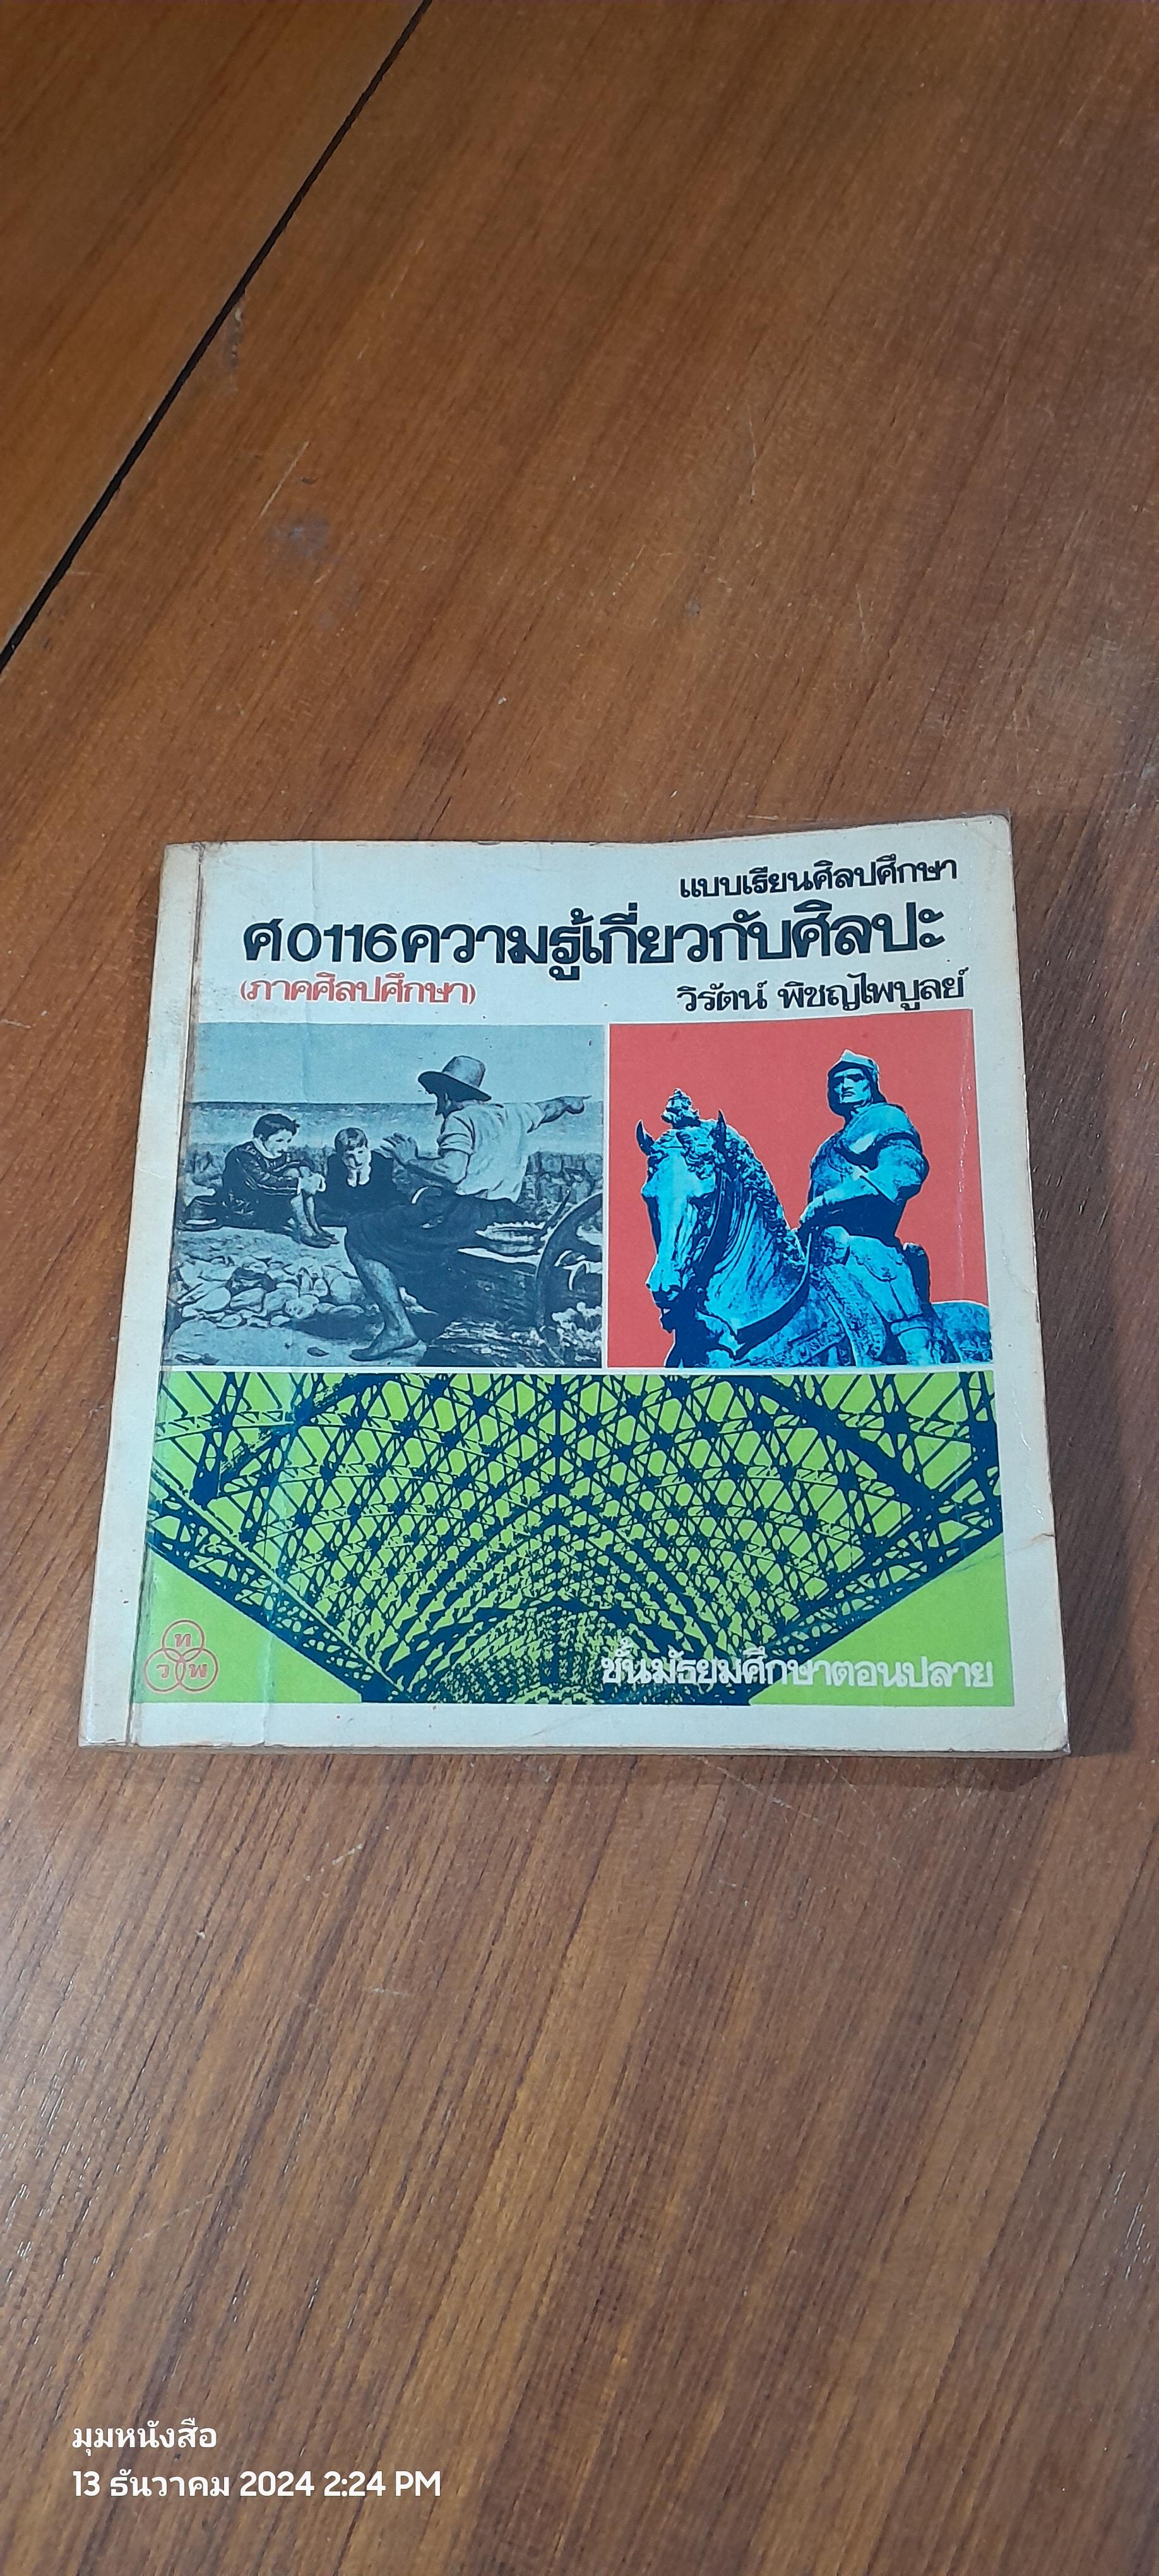 แบบเรียนศิลปศึกษา
ศ0116ความรู้เกี่ยวกับศิลปะ
(ภาคศิลปศึกษา)
วิรัตน์ พิชญไพบูลย์
ท
ว พ
ชั้นมัธยมศึกษาตอนปลาย
มุมหนังสือ
13 ธันวาคม 2024 2:24 PM